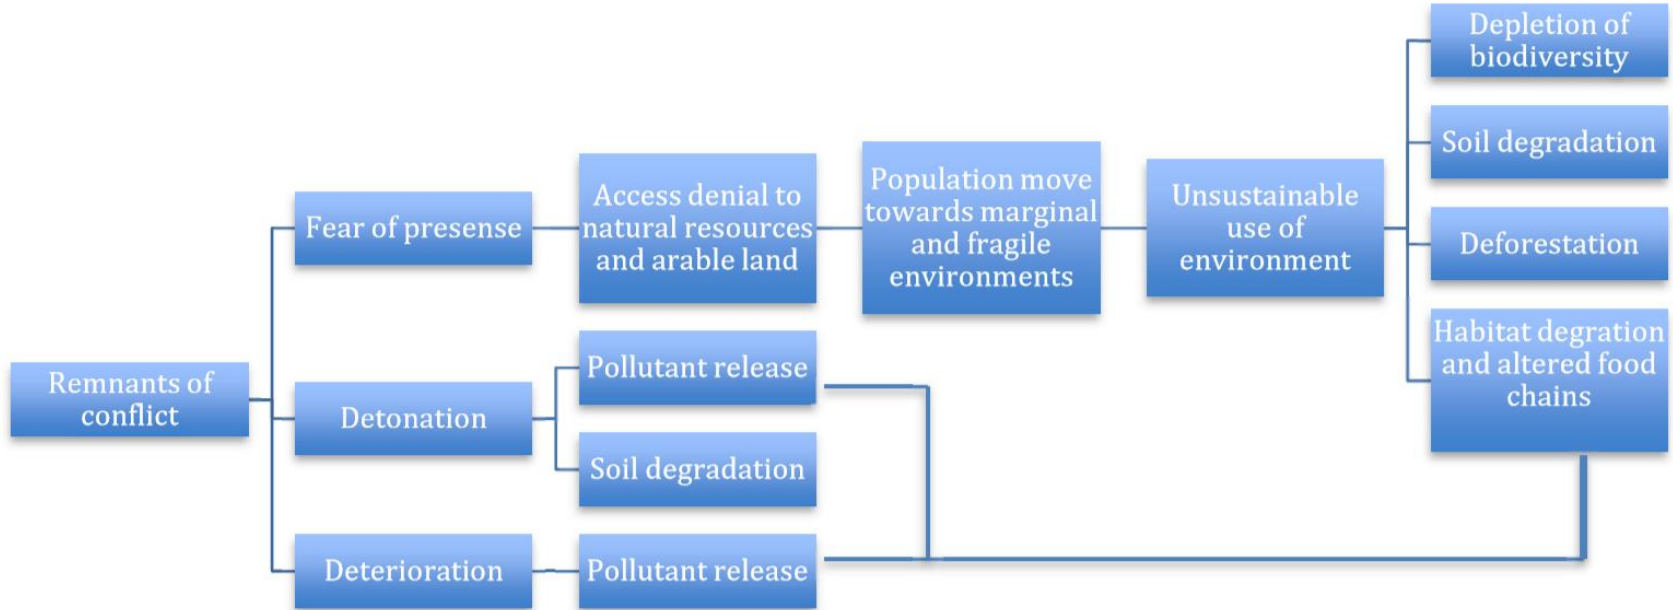 Depletion of
biodiversity
Soil degradation
Deforestation
Habitat degration
and altered food
chains
Unsustainable
use of
environment
Population move
towards marginal
and fragile
environments
Access denial to
natural resources
and arable land
Fear of presense
Remnants of
conflict
Detonation
Pollutant release
Soil degradation
Deterioration
Pollutant release